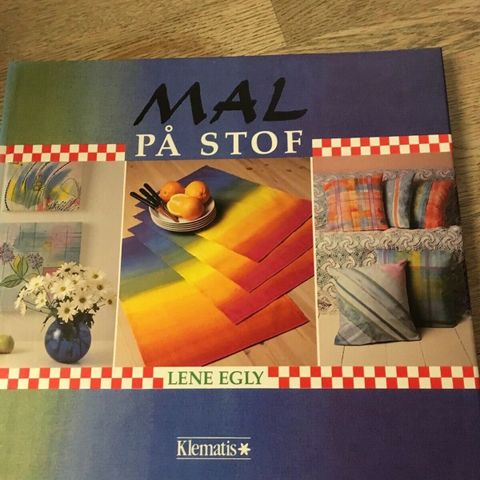 MAL
PÅ STOF
LENE EGLY
Klematis